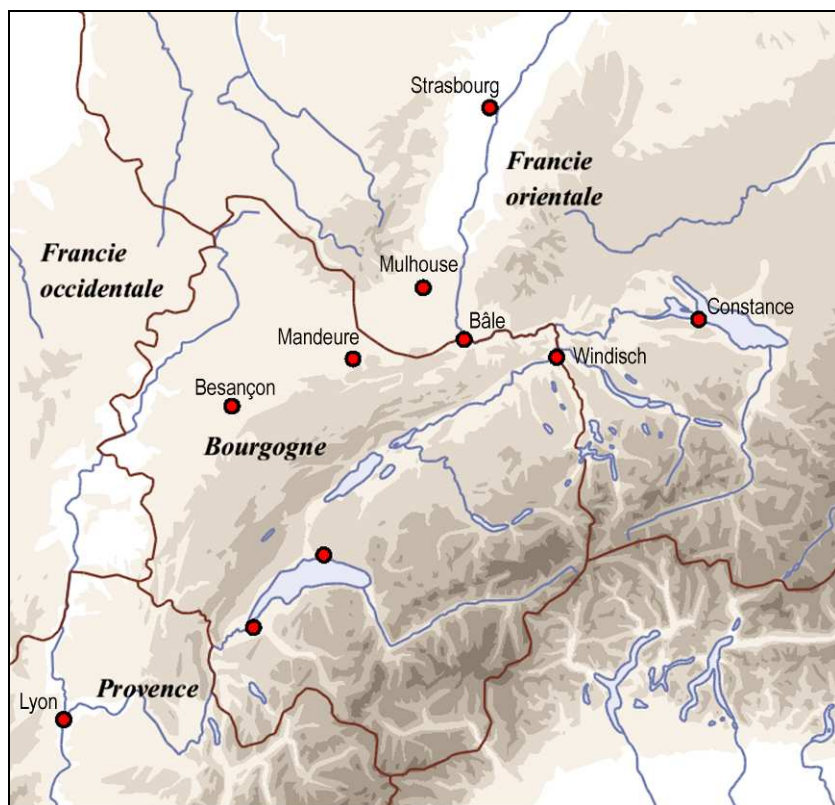 Strasbourg
Francie
orientale
Francie
occidentale
Mulhouse
Constance
Bâle
Mandeure
Windisch
Besançon
Bourgogne
Provence
Lyon